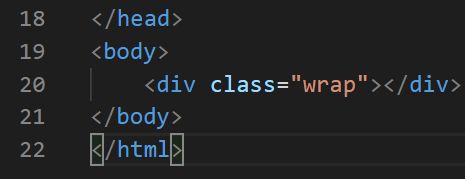 18 </head>
19 <body>
20     <div class="wrap"></div>
21 </body>
22 </html>